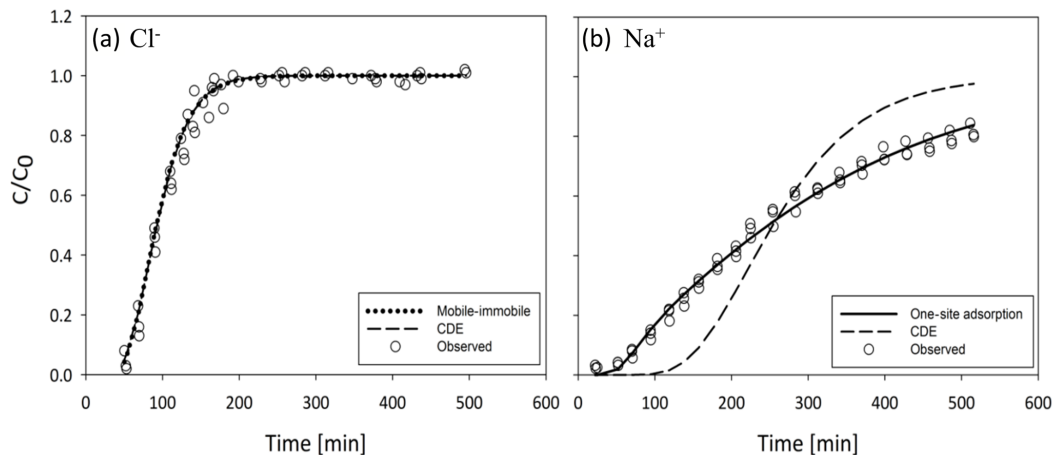 (a) Cl⁻
C/C₀
1.2
1.0
0.8
0.6
0.4
0.2
0.0
Mobile-immobile
CDE
Observed
0 100 200 300 400 500 600
Time [min]
(b) Na⁺
One-site adsorption
CDE
Observed
0 100 200 300 400 500 600
Time [min]